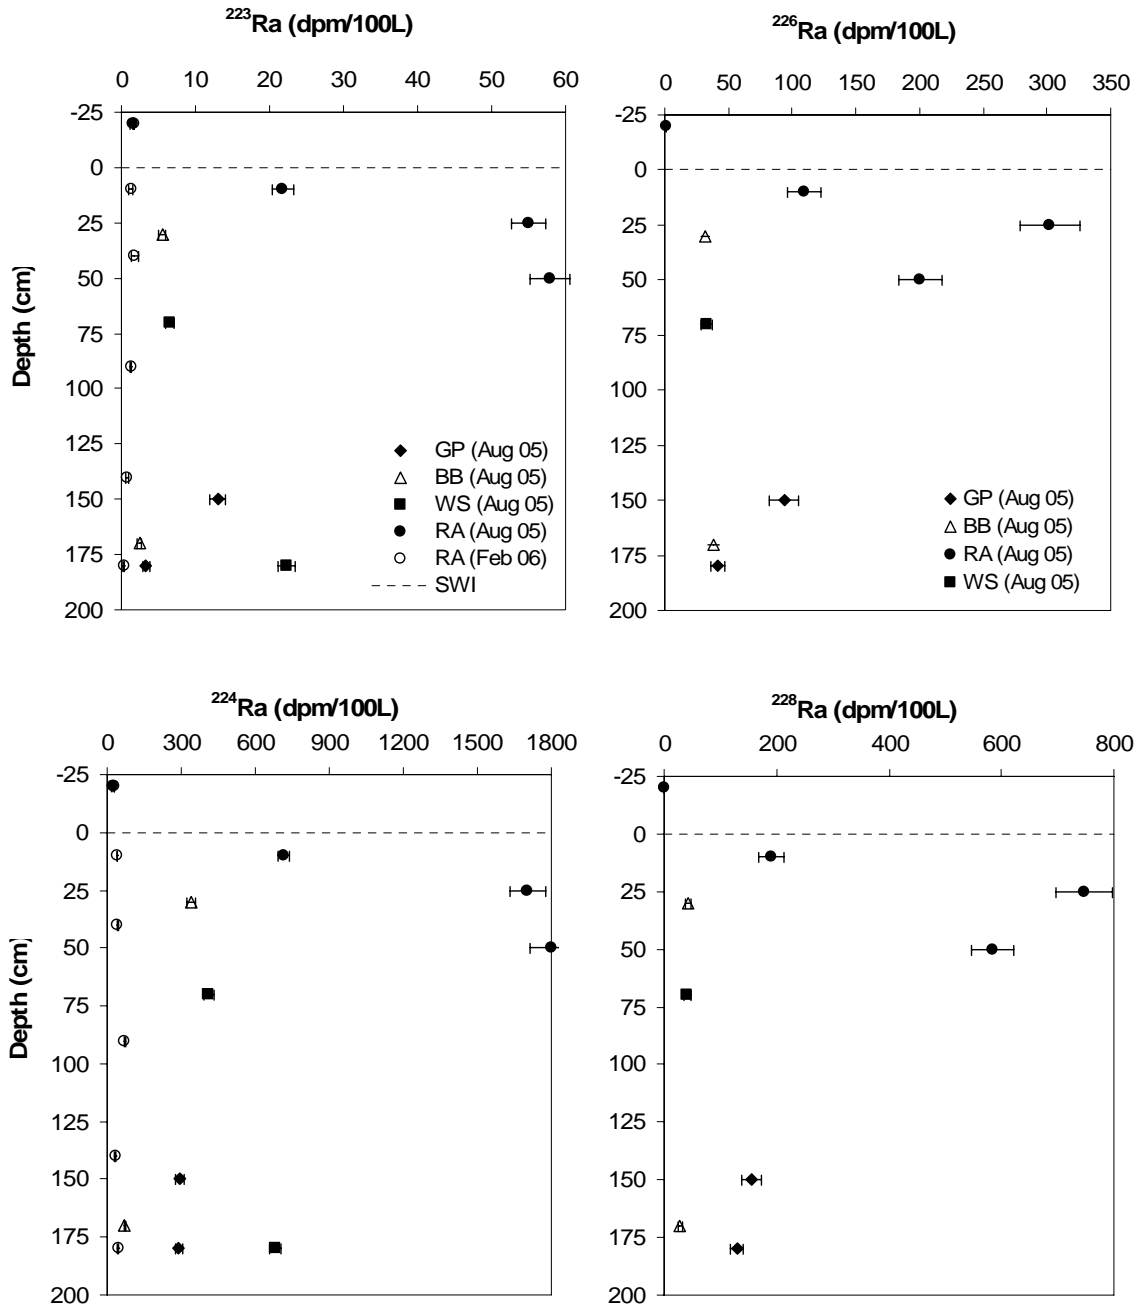 ²²³Ra (dpm/100L)
0 10 20 30 40 50 60
-25
0
25
50
75
100
125
150
175
200
Depth (cm)
GP (Aug 05)
BB (Aug 05)
WS (Aug 05)
RA (Aug 05)
RA (Feb 06)
SWI
²²⁶Ra (dpm/100L)
0 50 100 150 200 250 300 350
-25
0
25
50
75
100
125
150
175
200
GP (Aug 05)
BB (Aug 05)
RA (Aug 05)
WS (Aug 05)
²²⁴Ra (dpm/100L)
0 300 600 900 1200 1500 1800
-25
0
25
50
75
100
125
150
175
200
Depth (cm)
²²⁸Ra (dpm/100L)
0 200 400 600 800
-25
0
25
50
75
100
125
150
175
200